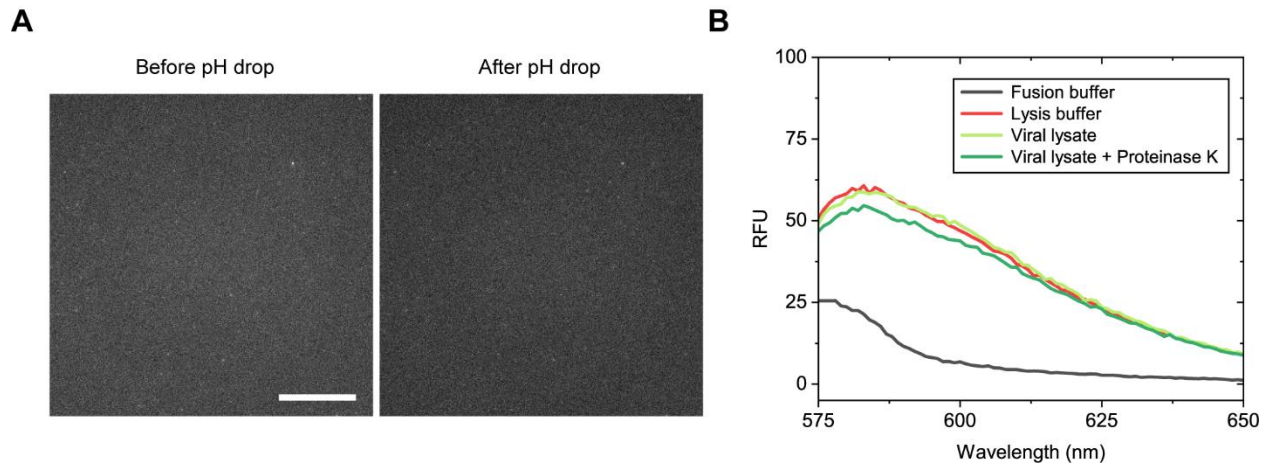 A
Before pH drop
After pH drop
B
100
75
50
25
0
RFU
Fusion buffer
Lysis buffer
Viral lysate
Viral lysate + Proteinase K
575
600
625
650
Wavelength (nm)